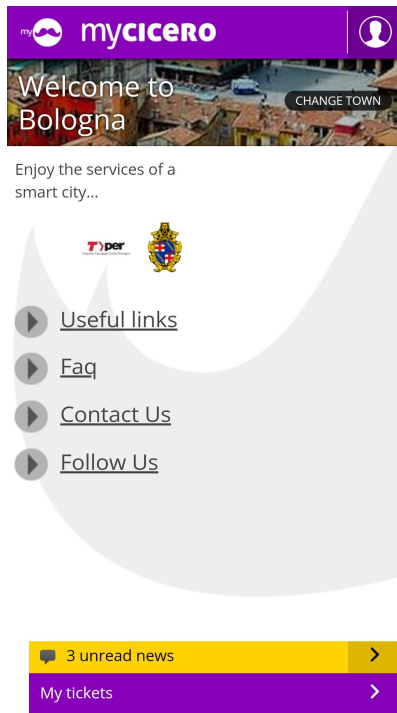 my
myCICERO
Welcome to
Bologna
CHANGE TOWN
Enjoy the services of a
smart city...
Tper
Useful links
Faq
Contact Us
Follow Us
3 unread news
My tickets